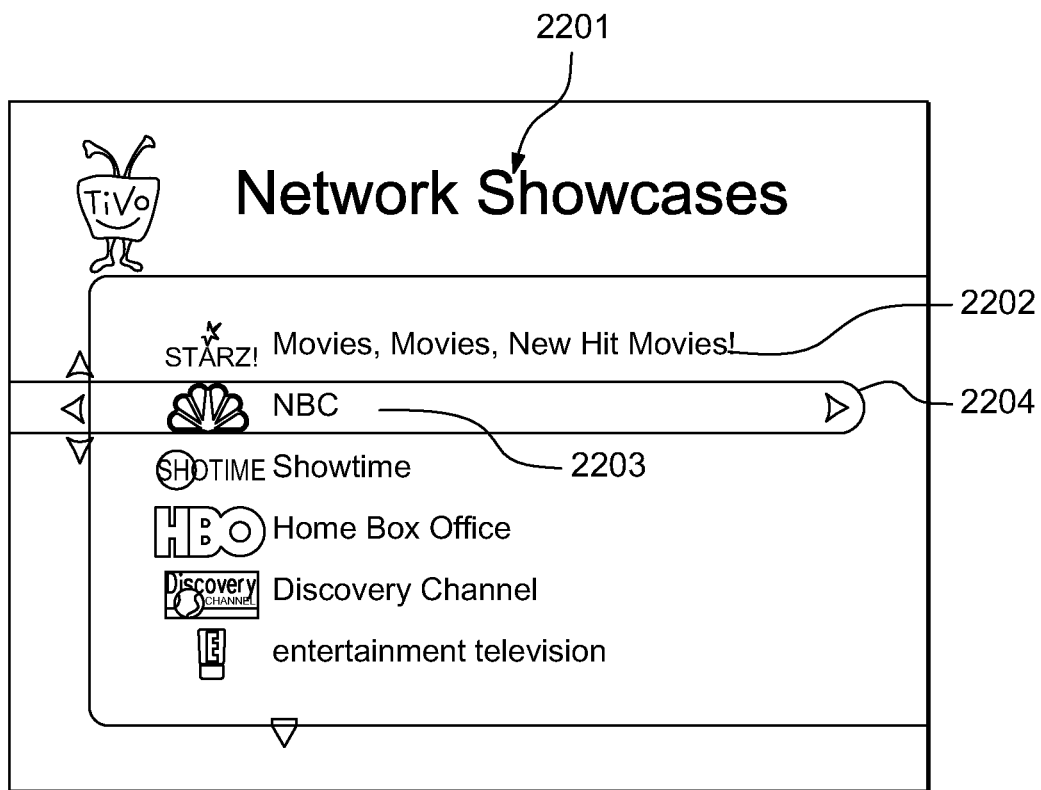 2201
TiVo
Network Showcases
STARZ! Movies, Movies, New Hit Movies!
2202
NBC
2204
SHOTIME Showtime
2203
HBO Home Box Office
Discovery CHANNEL Discovery Channel
E entertainment television